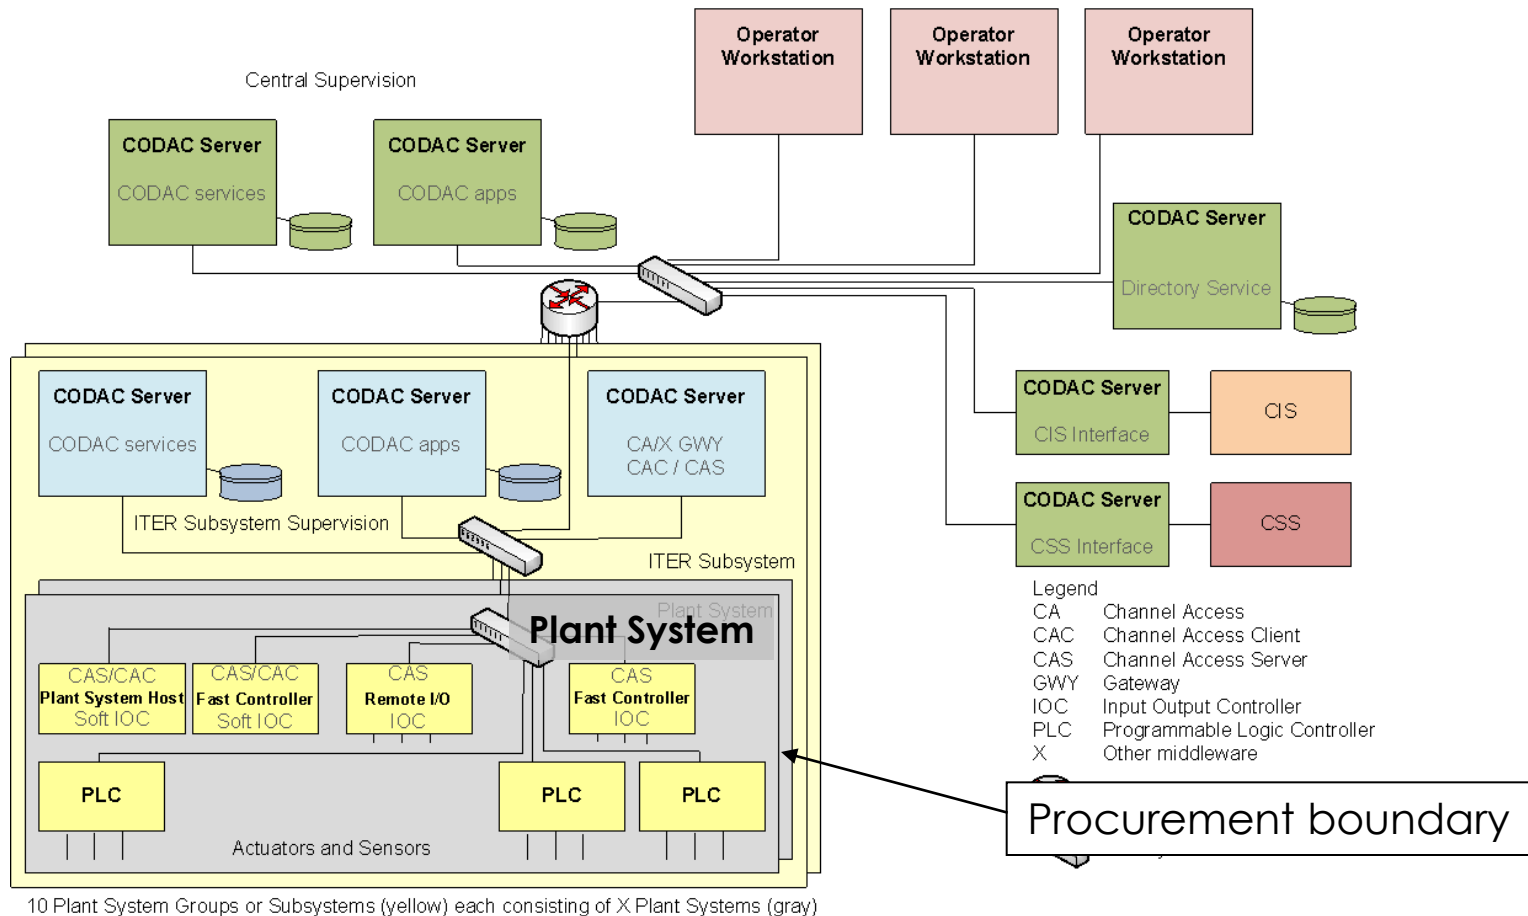 Central Supervision
Operator
Workstation
Operator
Workstation
Operator
Workstation
CODAC Server
CODAC services
CODAC Server
CODAC apps
CODAC Server
Directory Service
CODAC Server
CODAC services
CODAC Server
CODAC apps
CODAC Server
CA/X GWY
CAC / CAS
CODAC Server
CIS Interface
CIS
ITER Subsystem Supervision
CODAC Server
CSS Interface
CSS
ITER Subsystem
Plant System
Plant System
CAS/CAC
Plant System Host
Soft IOC
CAS/CAC
Fast Controller
Soft IOC
CAS
Remote I/O
IOC
CAS
Fast Controller
IOC
PLC
PLC
PLC
Actuators and Sensors
Legend
CA Channel Access
CAC Channel Access Client
CAS Channel Access Server
GWY Gateway
IOC Input Output Controller
PLC Programmable Logic Controller
X Other middleware
Procurement boundary
10 Plant System Groups or Subsystems (yellow) each consisting of X Plant Systems (gray)